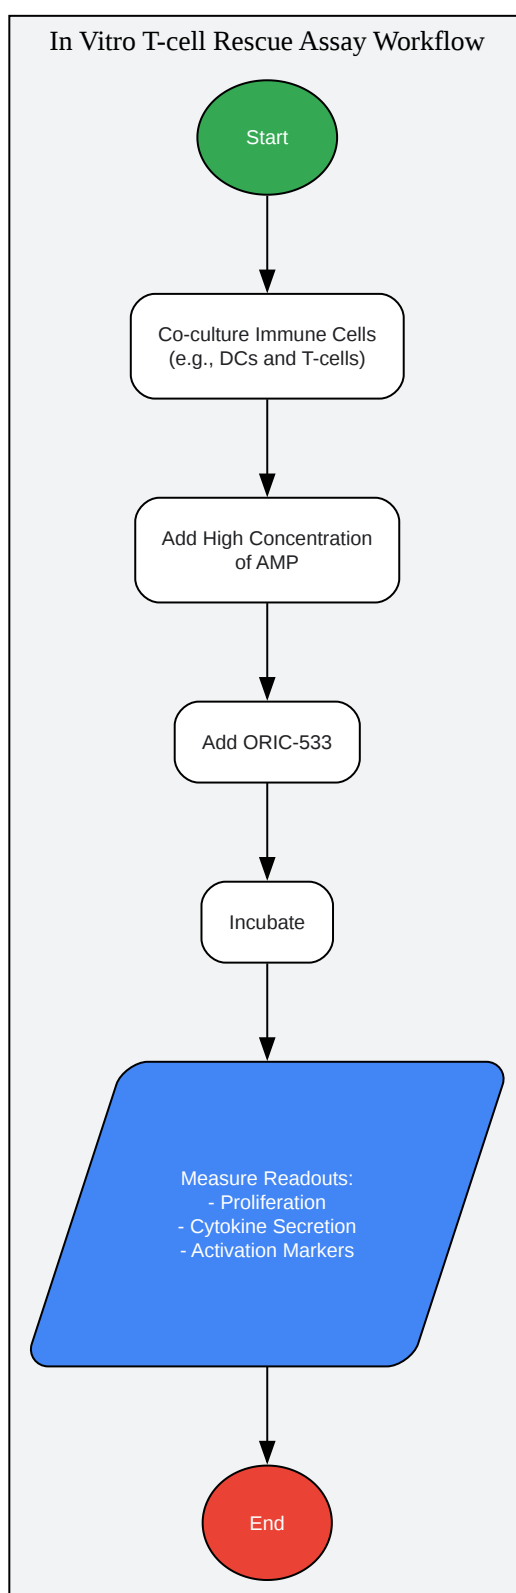 In Vitro T-cell Rescue Assay Workflow
Start
Co-culture Immune Cells
(e.g., DCs and T-cells)
Add High Concentration
of AMP
Add ORIC-533
Incubate
Measure Readouts:
- Proliferation
- Cytokine Secretion
- Activation Markers
End